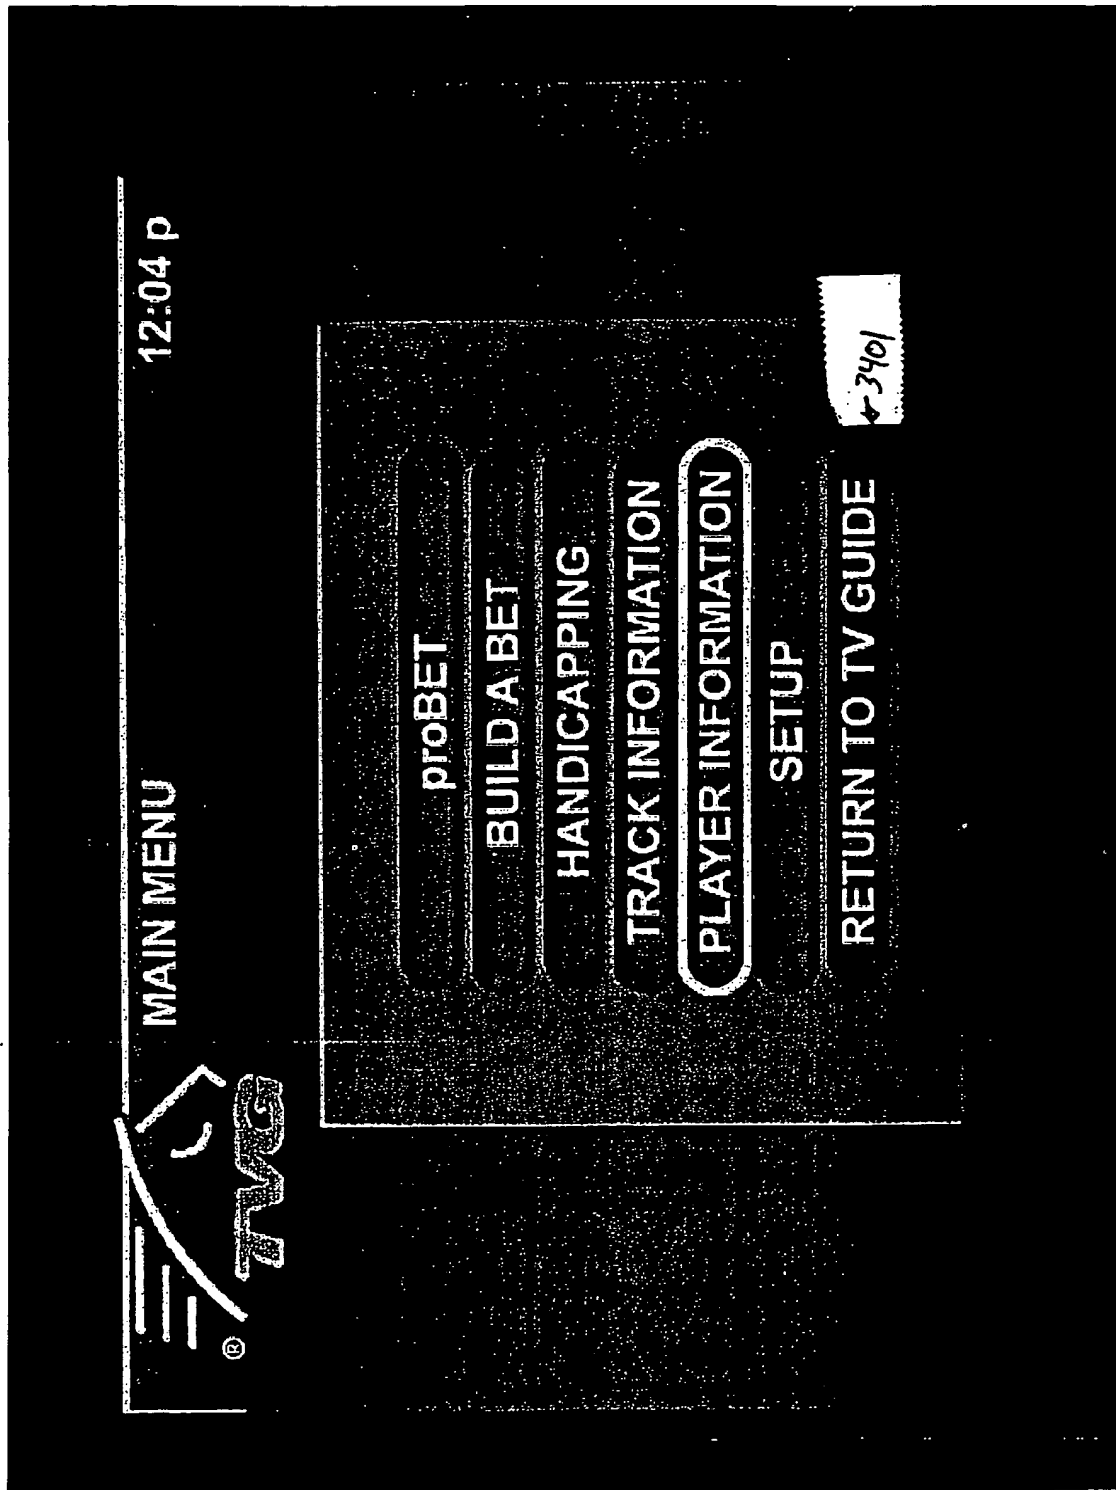 MAIN MENU 12:04 p
TVG
®
proBET
BUILD A BET
HANDICAPPING
TRACK INFORMATION
PLAYER INFORMATION
SETUP
RETURN TO TV GUIDE
3401